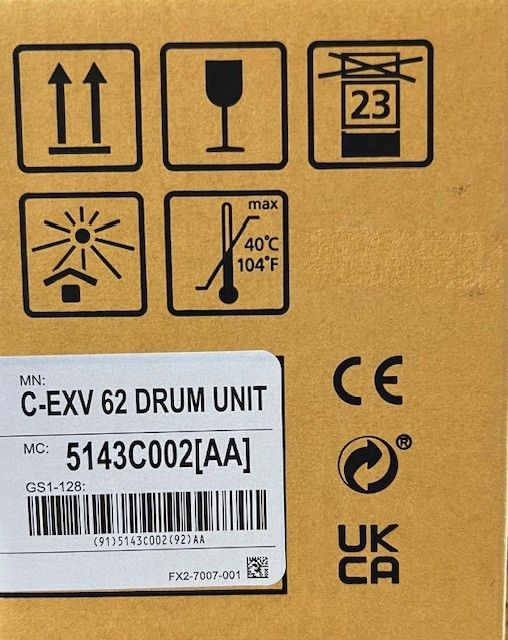 23
max
40°C
104°F
MN:
C-EXV 62 DRUM UNIT
MC: 5143C002[AA]
GS1-128:
(91)5143C002(92)AA
FX2-7007-001
CE
®
UK
CA